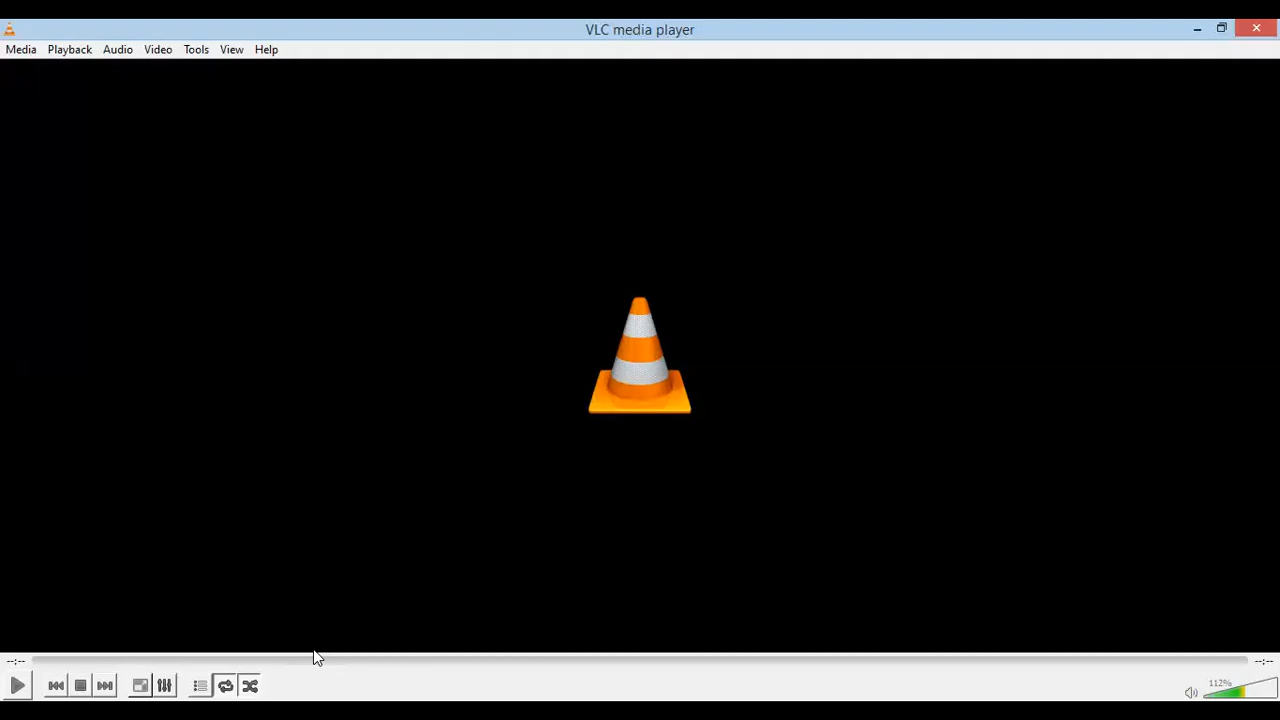 VLC media player
Media Playback Audio Video Tools View Help
--:-- --:--
112%